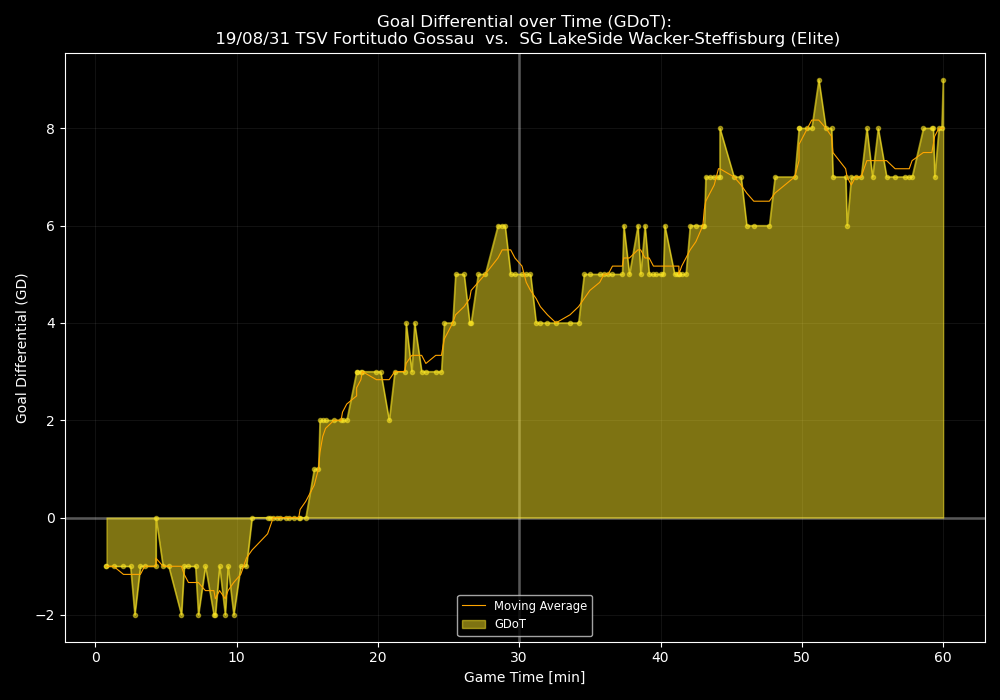 Goal Differential over Time (GDoT):
19/08/31 TSV Fortitudo Gossau  vs.  SG LakeSide Wacker-Steffisburg (Elite)
Goal Differential (GD)
8
6
4
2
0
−2
Moving Average
GDoT
0 10 20 30 40 50 60
Game Time [min]